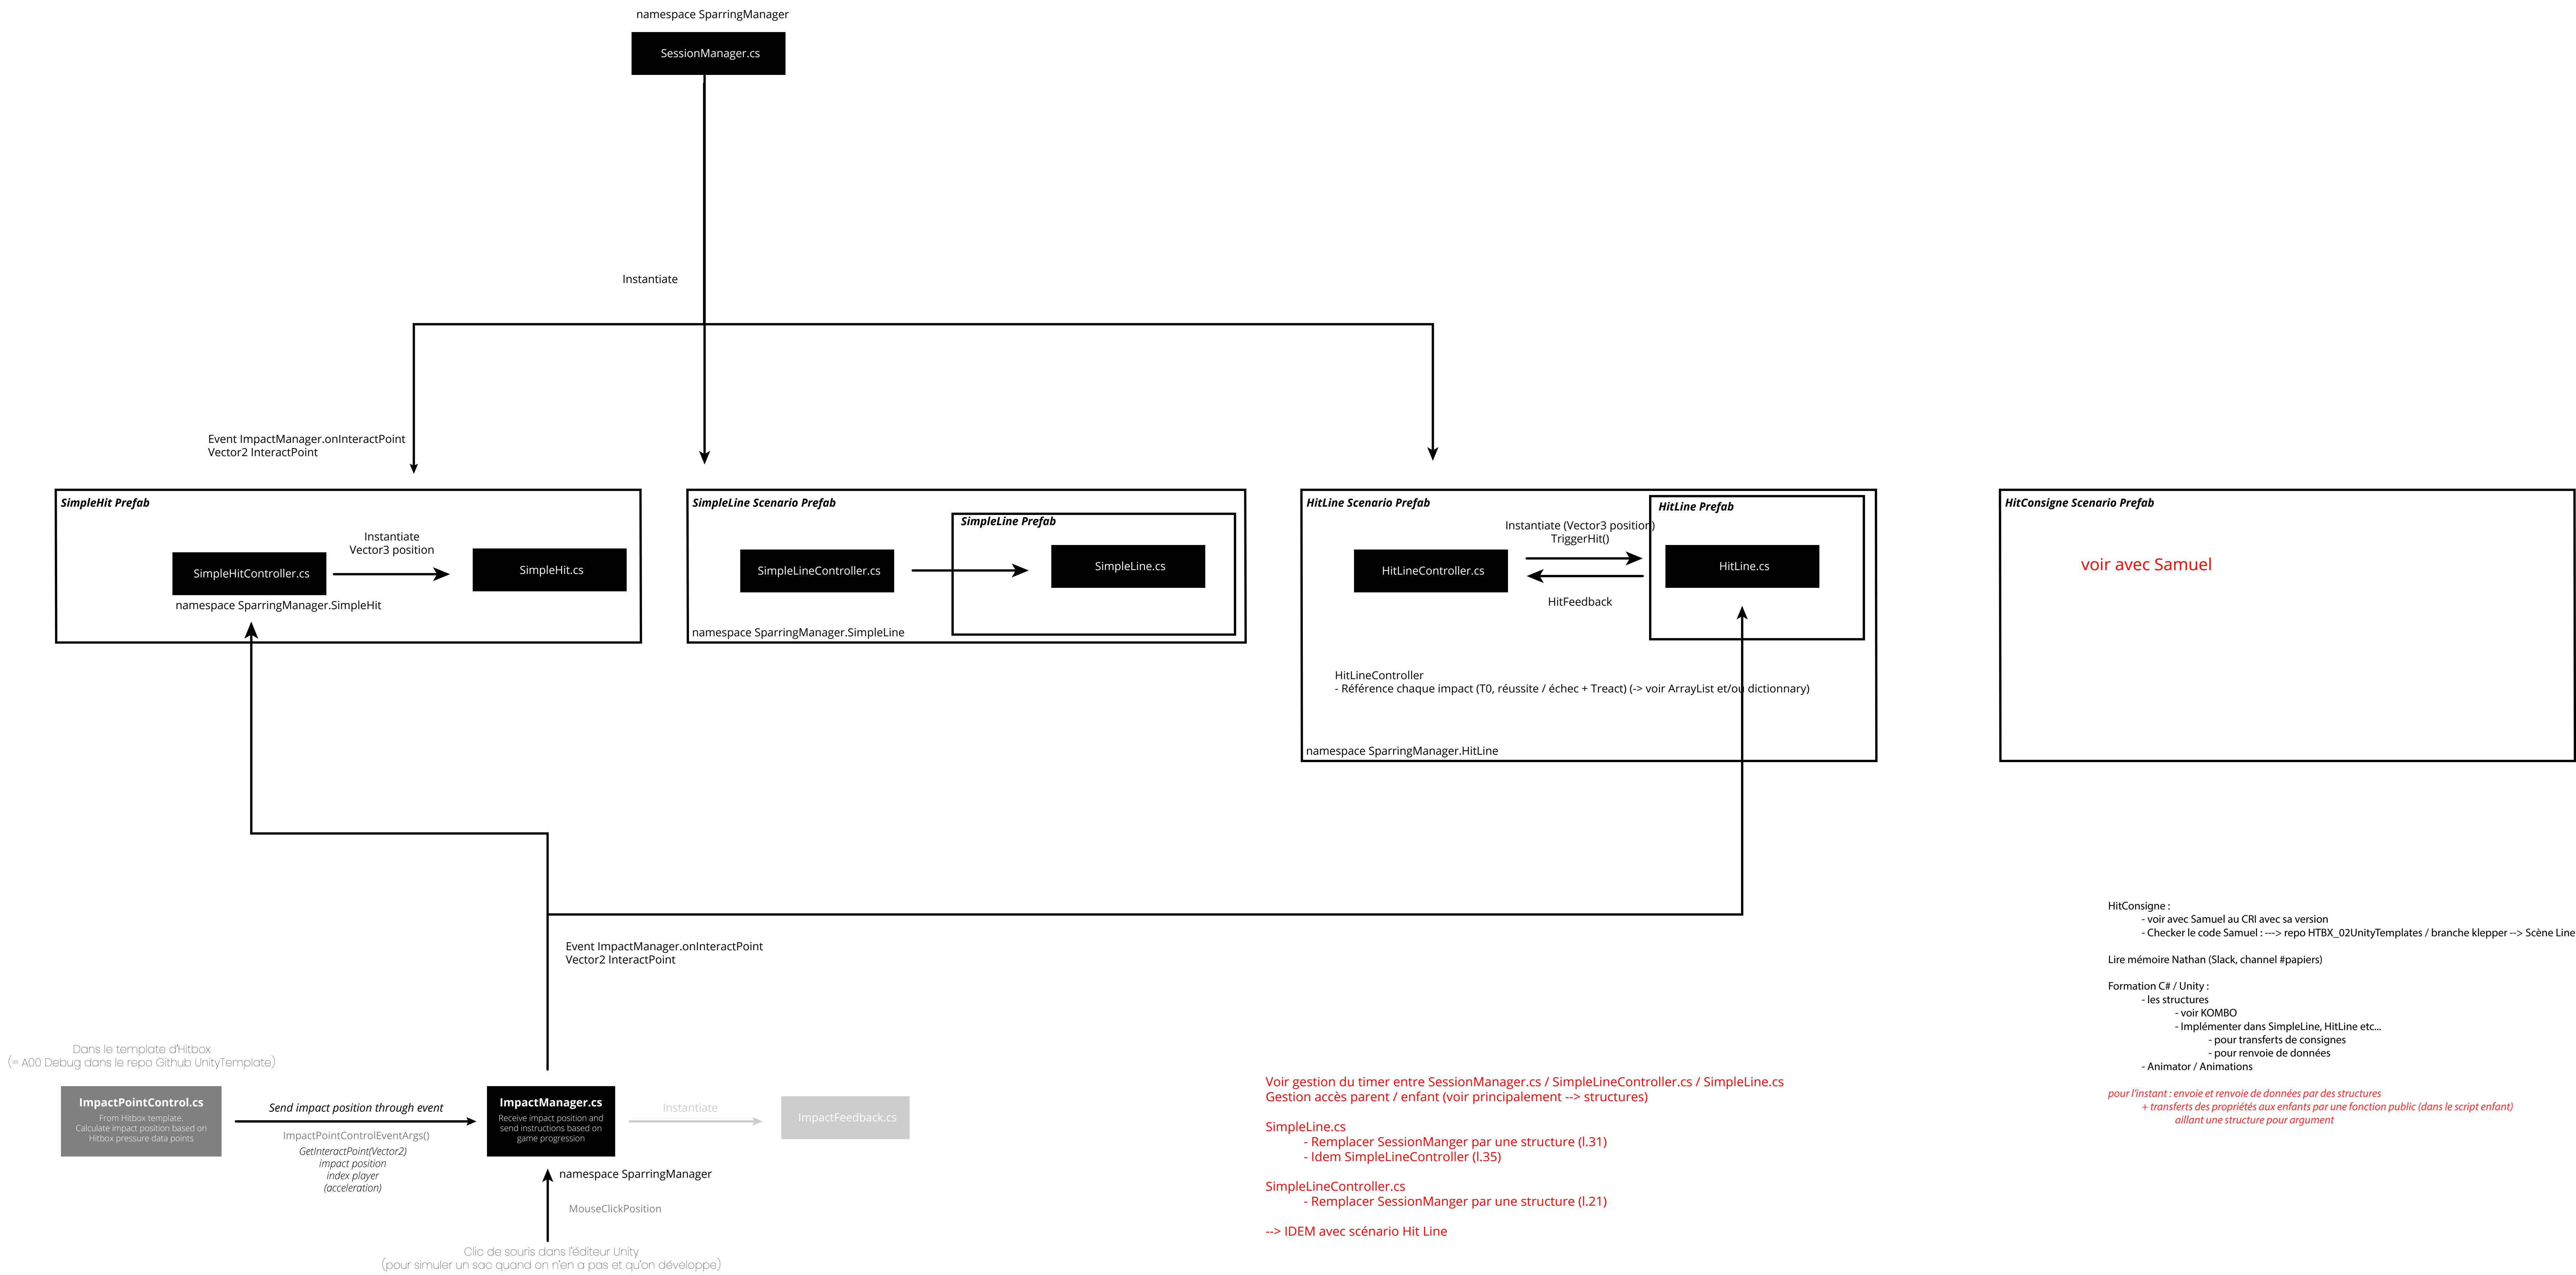 namespace SparringManager
SessionManager.cs
Instantiate
Event ImpactManager.onInteractPoint
Vector2 InteractPoint
SimpleHit Prefab
Instantiate
Vector3 position
SimpleHitController.cs
SimpleHit.cs
namespace SparringManager.SimpleHit
SimpleLine Scenario Prefab
SimpleLine Prefab
SimpleLineController.cs
SimpleLine.cs
namespace SparringManager.SimpleLine
HitLine Scenario Prefab
HitLine Prefab
Instantiate (Vector3 position)
TriggerHit()
HitLineController.cs
HitLine.cs
HitFeedback
HitLineController
- Référence chaque impact (T0, réussite / échec + Treact) (-> voir ArrayList et/ou dictionnary)
namespace SparringManager.HitLine
HitConsigne Scenario Prefab
voir avec Samuel
HitConsigne :
- voir avec Samuel au CRI avec sa version
- Checker le code Samuel : ---> repo HTBX_02UnityTemplates / branche klepper --> Scène Line
Lire mémoire Nathan (Slack, channel #papiers)
Formation C# / Unity :
- les structures
- voir KOMBO
- Implémenter dans SimpleLine, HitLine etc...
- pour transferts de consignes
- pour renvoie de données
- Animator / Animations
pour l'instant : envoie et renvoie de données par des structures
+ transferts des propriétés aux enfants par une fonction public (dans le script enfant)
aillant une structure pour argument
Event ImpactManager.onInteractPoint
Vector2 InteractPoint
Dans le template d'Hitbox
(= A00 Debug dans le repo Github UnityTemplate)
ImpactPointControl.cs
From Hitbox template.
Calculate impact position based on
Hitbox pressure data points
Send impact position through event
ImpactPointControlEventArgs()
GetInteractPoint(Vector2)
impact position
index player
(acceleration)
ImpactManager.cs
Receive impact position and
send instructions based on
game progression
Instantiate
ImpactFeedback.cs
namespace SparringManager
MouseClickPosition
Clic de souris dans l'éditeur Unity
(pour simuler un sac quand on n'en a pas et qu'on développe)
Voir gestion du timer entre SessionManager.cs / SimpleLineController.cs / SimpleLine.cs
Gestion accès parent / enfant (voir principalement --> structures)
SimpleLine.cs
- Remplacer SessionManger par une structure (l.31)
- Idem SimpleLineController (l.35)
SimpleLineController.cs
- Remplacer SessionManger par une structure (l.21)
--> IDEM avec scénario Hit Line